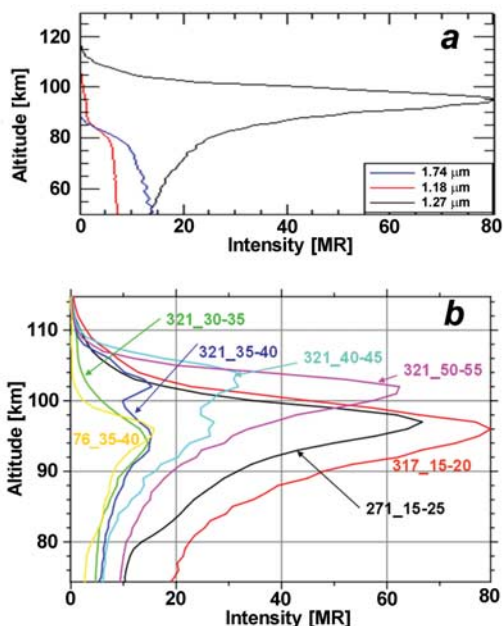 a
Altitude [km]
120
100
80
60
0 20 40 60 80
Intensity [MR]
1.74 µm
1.18 µm
1.27 µm
b
Altitude [km]
110
100
90
80
321_30-35
321_35-40
321_40-45
321_50-55
76_35-40
317_15-20
271_15-25
0 20 40 60 80
Intensity [MR]